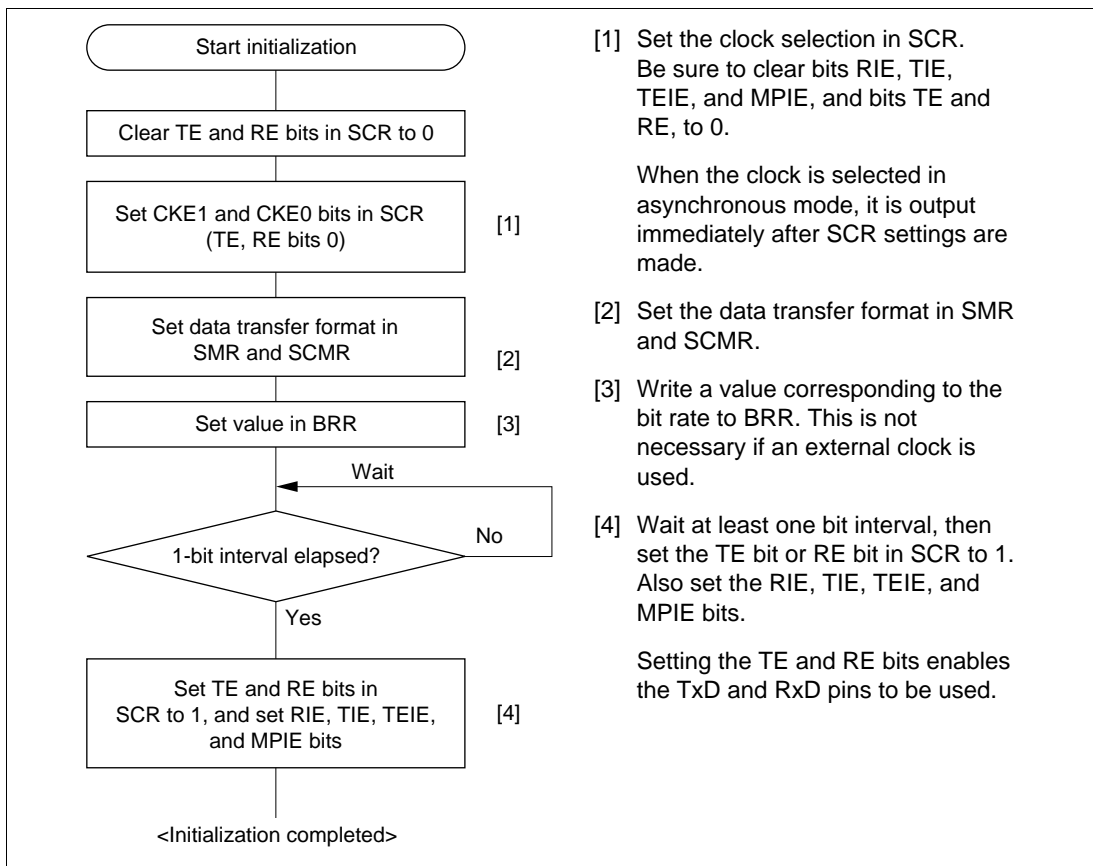 Start initialization
Clear TE and RE bits in SCR to 0
Set CKE1 and CKE0 bits in SCR
(TE, RE bits 0)
[1]
Set data transfer format in
SMR and SCMR
[2]
Set value in BRR
[3]
Wait
No
1-bit interval elapsed?
Yes
Set TE and RE bits in
SCR to 1, and set RIE, TIE, TEIE,
and MPIE bits
[4]
<Initialization completed>
[1] Set the clock selection in SCR.
Be sure to clear bits RIE, TIE,
TEIE, and MPIE, and bits TE and
RE, to 0.
When the clock is selected in
asynchronous mode, it is output
immediately after SCR settings are
made.
[2] Set the data transfer format in SMR
and SCMR.
[3] Write a value corresponding to the
bit rate to BRR. This is not
necessary if an external clock is
used.
[4] Wait at least one bit interval, then
set the TE bit or RE bit in SCR to 1.
Also set the RIE, TIE, TEIE, and
MPIE bits.
Setting the TE and RE bits enables
the TxD and RxD pins to be used.